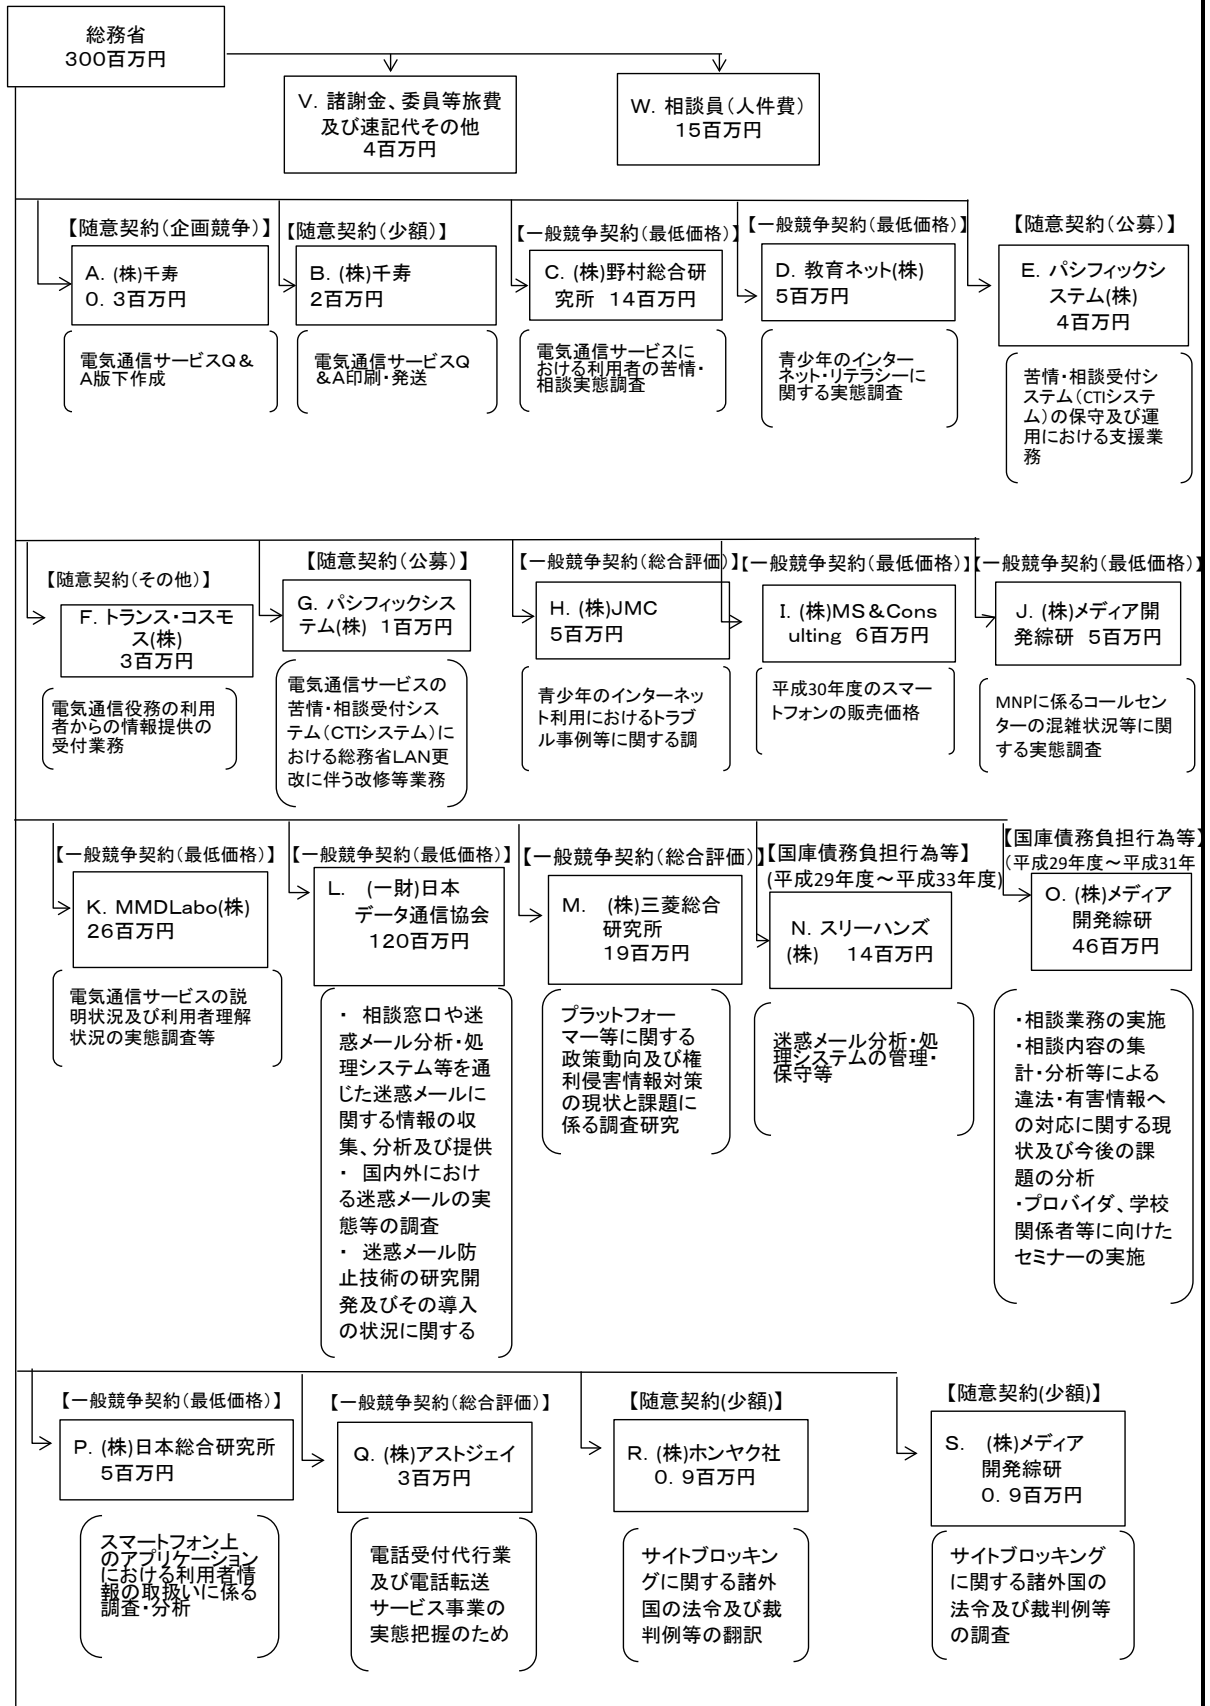 総務省
300百万円
V. 諸謝金、委員等旅費
及び速記代その他
4百万円
W. 相談員(人件費)
15百万円
【随意契約(企画競争)】
A. (株)千寿
0. 3百万円
電気通信サービスQ&
A版下作成
【随意契約(少額)】
B. (株)千寿
2百万円
電気通信サービスQ
&A印刷・発送
【一般競争契約(最低価格)】
C. (株)野村総合研
究所 14百万円
電気通信サービスに
おける利用者の苦情・
相談実態調査
【一般競争契約(最低価格)】
D. 教育ネット(株)
5百万円
青少年のインター
ネット・リテラシーに
関する実態調査
【随意契約(公募)】
E. パシフィックシ
ステム(株)
4百万円
苦情・相談受付シ
ステム(CTIシステ
ム)の保守及び運
用における支援業
務
【随意契約(その他)】
F. トランス・コスモ
ス(株)
3百万円
電気通信役務の利用
者からの情報提供の
受付業務
【随意契約(公募)】
G. パシフィックシス
テム(株) 1百万円
電気通信サービスの
苦情・相談受付シス
テム(CTIシステム)に
おける総務省LAN更
改に伴う改修等業務
【一般競争契約(総合評価)】
H. (株)JMC
5百万円
青少年のインターネッ
ト利用におけるトラブ
ル事例等に関する調
【一般競争契約(最低価格)】
I. (株)MS&Cons
ulting 6百万円
平成30年度のスマー
トフォンの販売価格
【一般競争契約(最低価格)】
J. (株)メディア開
発綜研 5百万円
MNPに係るコールセン
ターの混雑状況等に関
する実態調査
【一般競争契約(最低価格)】
K. MMDLabo(株)
26百万円
電気通信サービスの説
明状況及び利用者理解
状況の実態調査等
【一般競争契約(最低価格)】
L. (一財)日本
データ通信協会
120百万円
・ 相談窓口や迷
惑メール分析・処
理システム等を通
じた迷惑メールに
関する情報の収
集、分析及び提供
・ 国内外におけ
る迷惑メールの実
態等の調査
・ 迷惑メール防
止技術の研究開
発及びその導入
の状況に関する
【一般競争契約(総合評価)】
M. (株)三菱総合
研究所
19百万円
プラットフォー
マー等に関する
政策動向及び権
利侵害情報対策
の現状と課題に
係る調査研究
【国庫債務負担行為等】
(平成29年度~平成33年度)
N. スリーハンズ
(株) 14百万円
迷惑メール分析・処
理システムの管理・
保守等
【国庫債務負担行為等】
(平成29年度~平成31年
O. (株)メディア
開発綜研
46百万円
・相談業務の実施
・相談内容の集
計・分析等による
違法・有害情報へ
の対応に関する現
状及び今後の課
題の分析
・プロバイダ、学校
関係者等に向けた
セミナーの実施
【一般競争契約(最低価格)】
P. (株)日本総合研究所
5百万円
スマートフォン上
のアプリケーション
における利用者情
報の取扱いに係る
調査・分析
【一般競争契約(総合評価)】
Q. (株)アストジェイ
3百万円
電話受付代行業
及び電話転送
サービス事業の
実態把握のため
【随意契約(少額)】
R. (株)ホンヤク社
0. 9百万円
サイトブロッキン
グに関する諸外
国の法令及び裁
判例等の翻訳
【随意契約(少額)】
S. (株)メディア
開発綜研
0. 9百万円
サイトブロッキング
に関する諸外国の
法令及び裁判例等
の調査